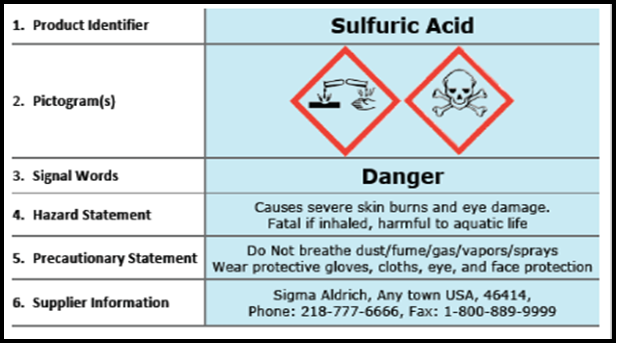 1. Product Identifier
Sulfuric Acid
2. Pictogram(s)
3. Signal Words
Danger
4. Hazard Statement
Causes severe skin burns and eye damage.
Fatal if inhaled, harmful to aquatic life
5. Precautionary Statement
Do Not breathe dust/fume/gas/vapors/sprays
Wear protective gloves, cloths, eye, and face protection
6. Supplier Information
Sigma Aldrich, Any town USA, 46414,
Phone: 218-777-6666, Fax: 1-800-889-9999